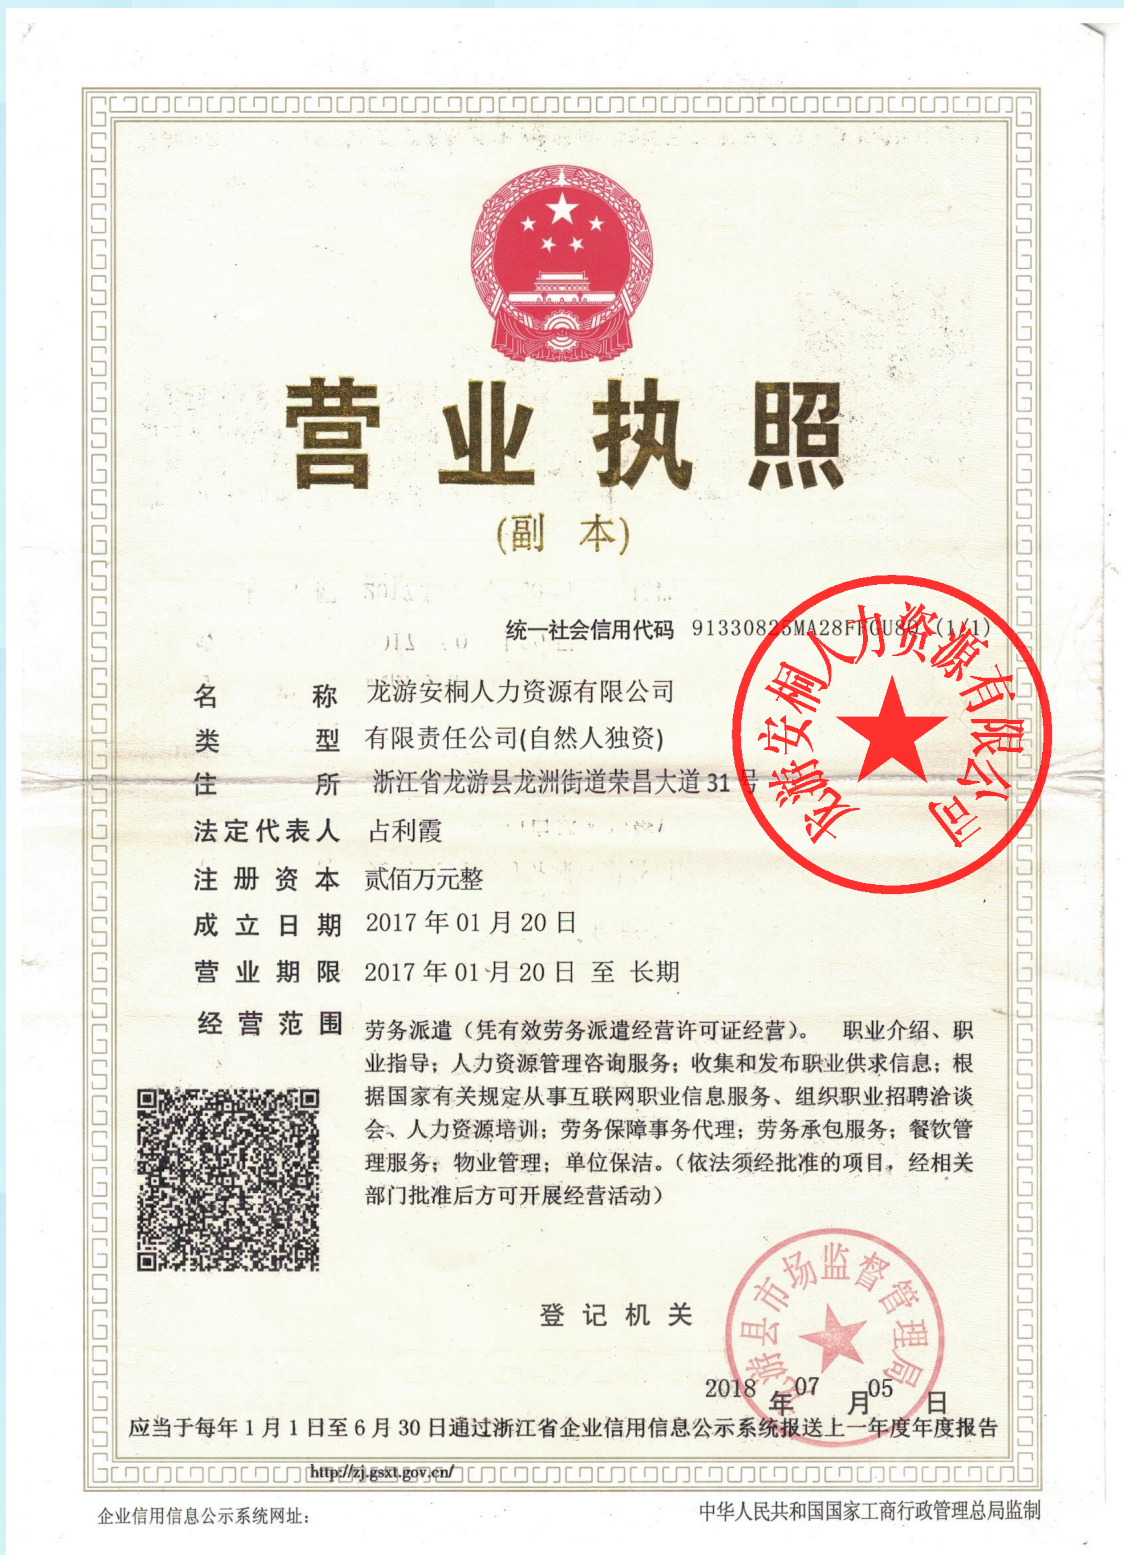 营业执照
(副 本)
统一社会信用代码 91330825MA28FFGU8Q (1/1)
名 称 龙游安桐人力资源有限公司
类 型 有限责任公司(自然人独资)
住 所 浙江省龙游县龙洲街道荣昌大道31号
法定代表人 占利霞
注册资本 贰佰万元整
成立日期 2017年01月20日
营业期限 2017年01月20日 至 长期
经营范围 劳务派遣（凭有效劳务派遣经营许可证经营）。 职业介绍、职
业指导；人力资源管理咨询服务；收集和发布职业供求信息；根
据国家有关规定从事互联网职业信息服务、组织职业招聘洽谈
会、人力资源培训；劳务保障事务代理；劳务承包服务；餐饮管
理服务；物业管理；单位保洁。（依法须经批准的项目，经相关
部门批准后方可开展经营活动）
龙游安桐人力资源有限公司
登记机关
龙游县市场监督管理局
2018年07月05日
应当于每年1月1日至6月30日通过浙江省企业信用信息公示系统报送上一年度年度报告
http://zj.gsxt.gov.cn/
企业信用信息公示系统网址：
中华人民共和国国家工商行政管理总局监制